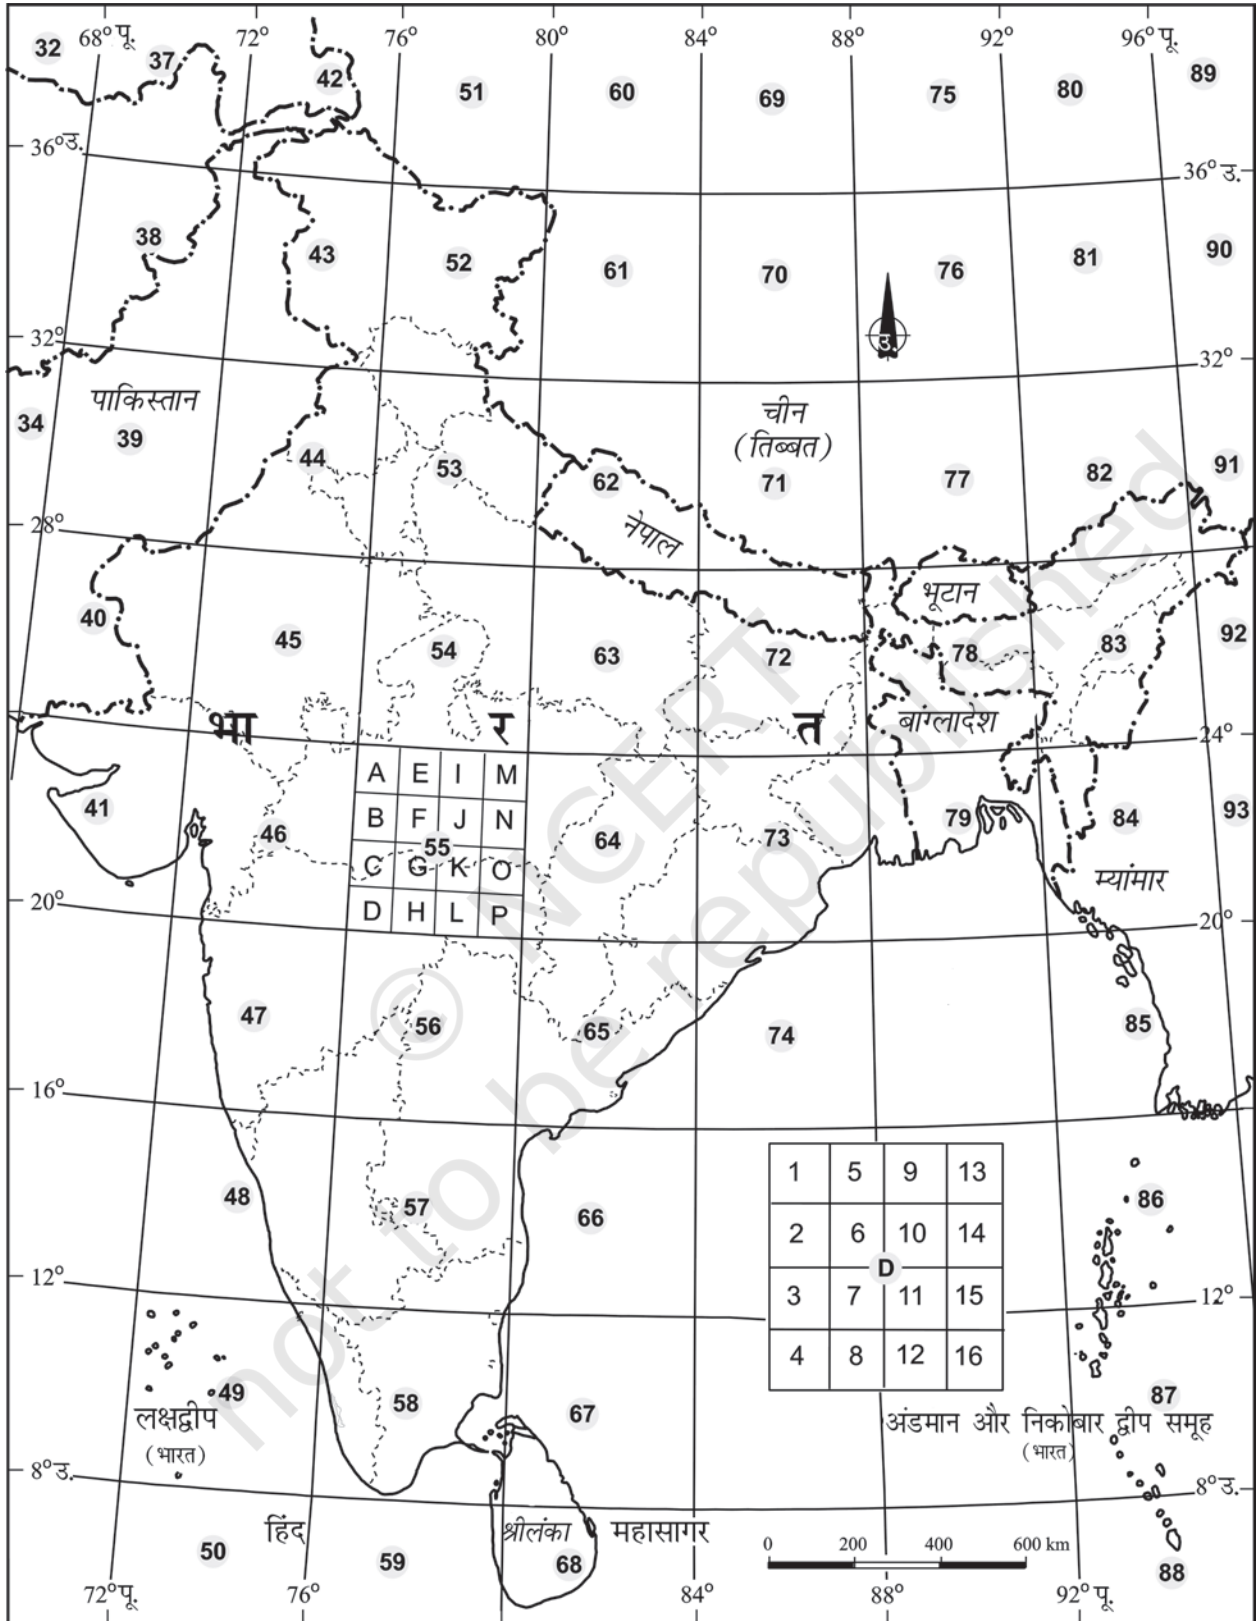 68° पू. 72° 76° 80° 84° 88° 92° 96° पू.
32 37 42 51 60 69 75 80 89
36° उ. 36° उ.
38 43 52 61 70 76 81 90
उ.
32° 32°
पाकिस्तान चीन
(तिब्बत)
34 39 44 53 62 71 77 82 91
28°
नेपाल
भूटान
40 45 54 63 72 78 83 92
भा र त बांग्लादेश 24°
A E I M
41 46 B F J N 64 73 79 84 93
55
C G K O
म्यांमार
20° D H L P 20°
47 56 65 74 85
16°
48 57 66 86
1 5 9 13
2 6 10 14
D
3 7 11 15
4 8 12 16
12° 12°
49 58 67 87
लक्षद्वीप
(भारत)
अंडमान और निकोबार द्वीप समूह
(भारत)
8° उ. 8° उ.
हिंद श्रीलंका महासागर
50 59 68 88
0 200 400 600 km
72° पू. 76° 84° 88° 92° पू.
© NCERT
not to be republished